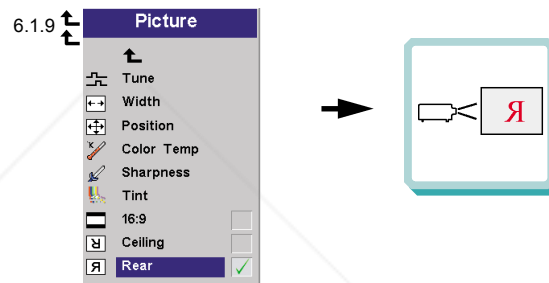 6.1.9
Picture
Tune
Width
Position
K Color Temp
Sharpness
Tint
16:9
Ceiling
Rear
Я